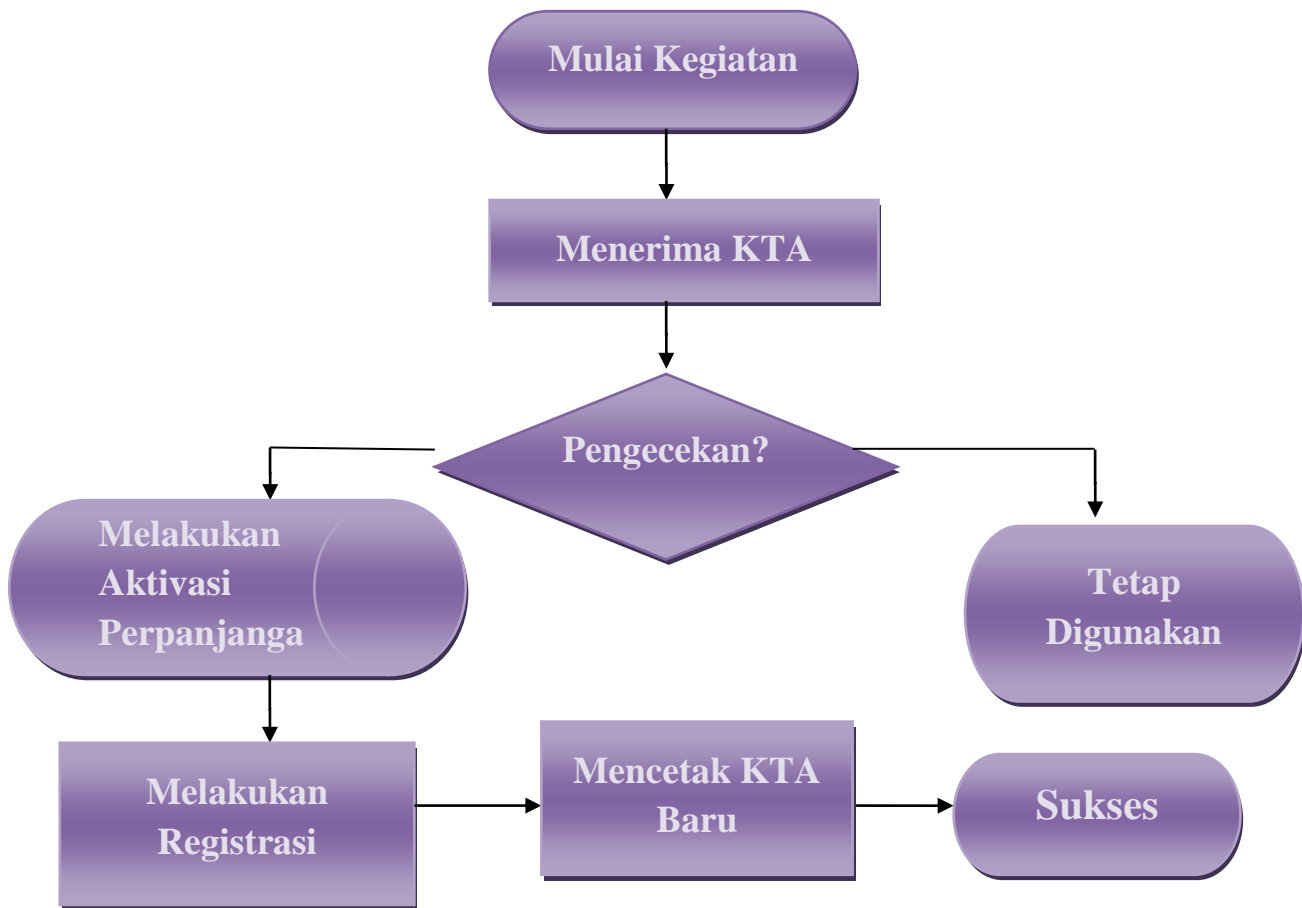 Mulai Kegiatan
Menerima KTA
Pengecekan?
Melakukan
Aktivasi
Perpanjanga
Tetap
Digunakan
Melakukan
Registrasi
Mencetak KTA
Baru
Sukses